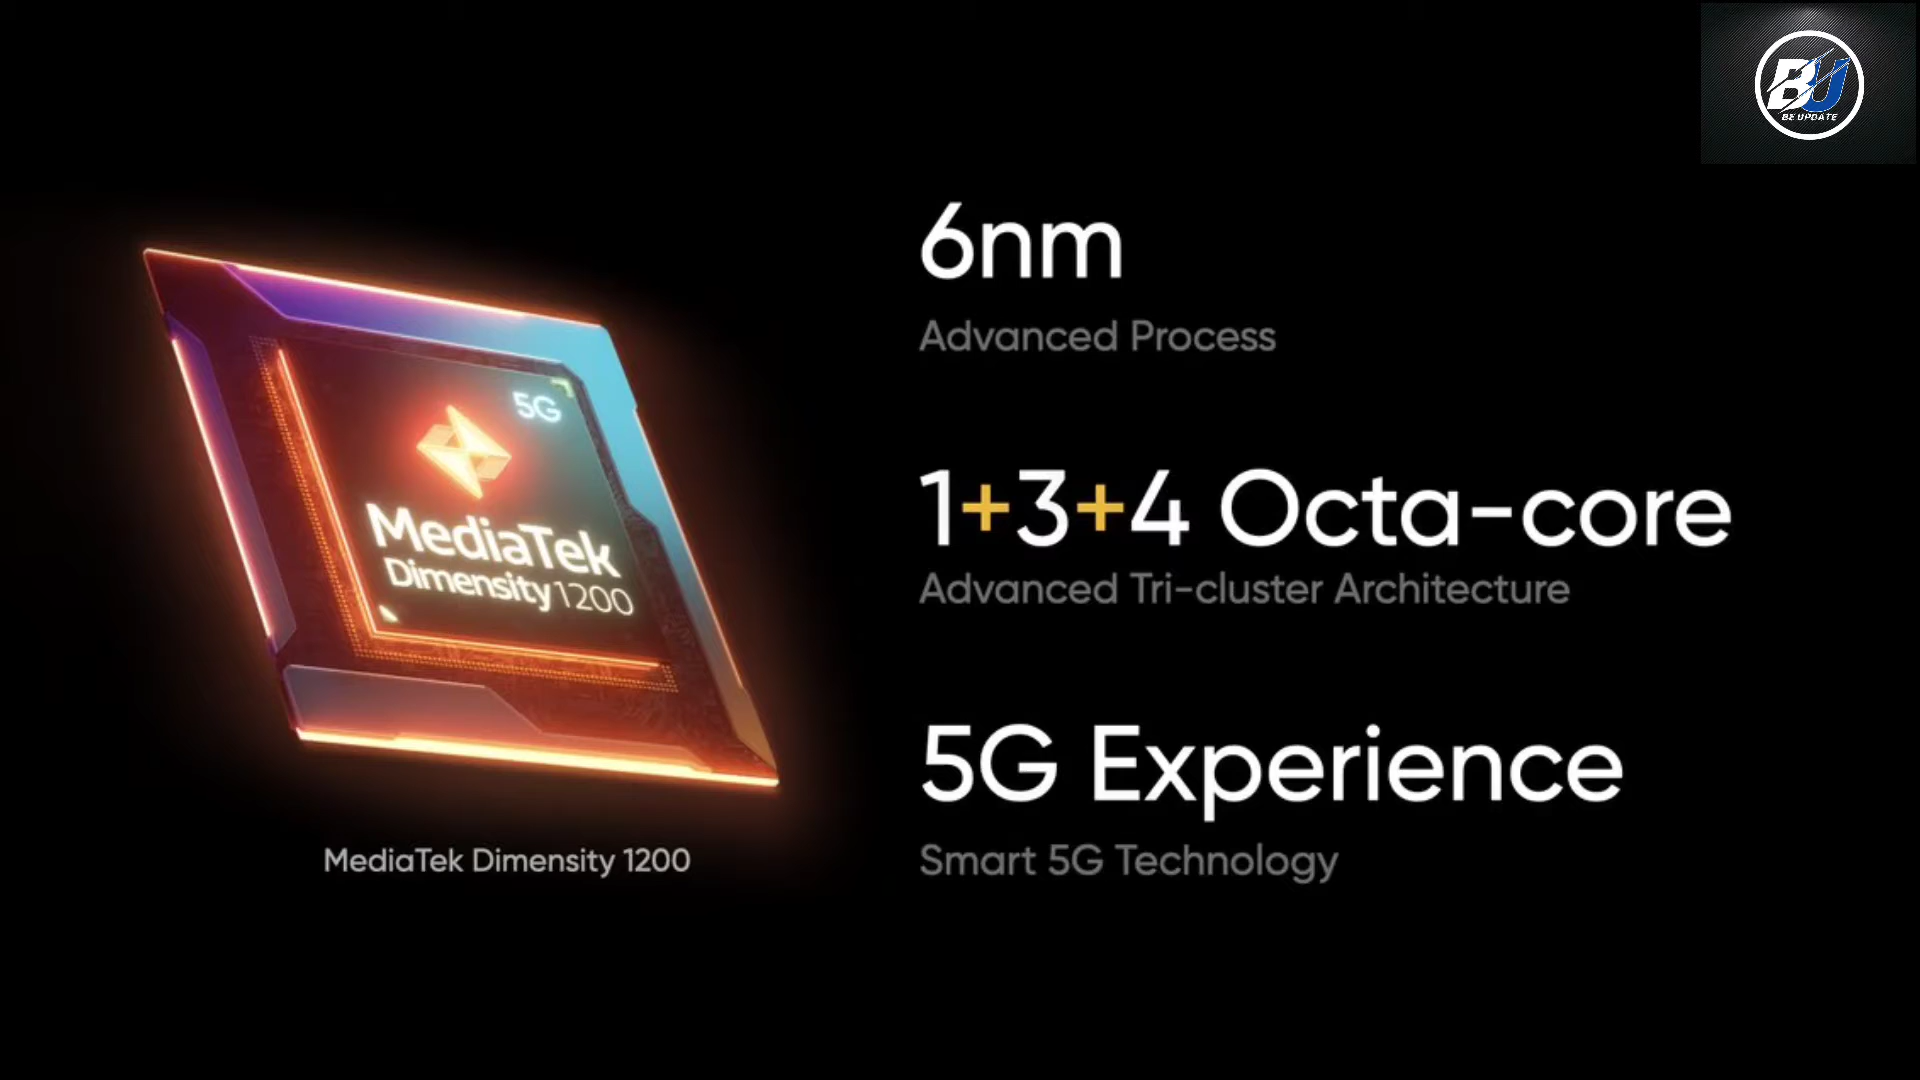 BU
BE UPDATE
6nm
Advanced Process
5G
MediaTek
Dimensity 1200
1+3+4 Octa-core
Advanced Tri-cluster Architecture
5G Experience
Smart 5G Technology
MediaTek Dimensity 1200